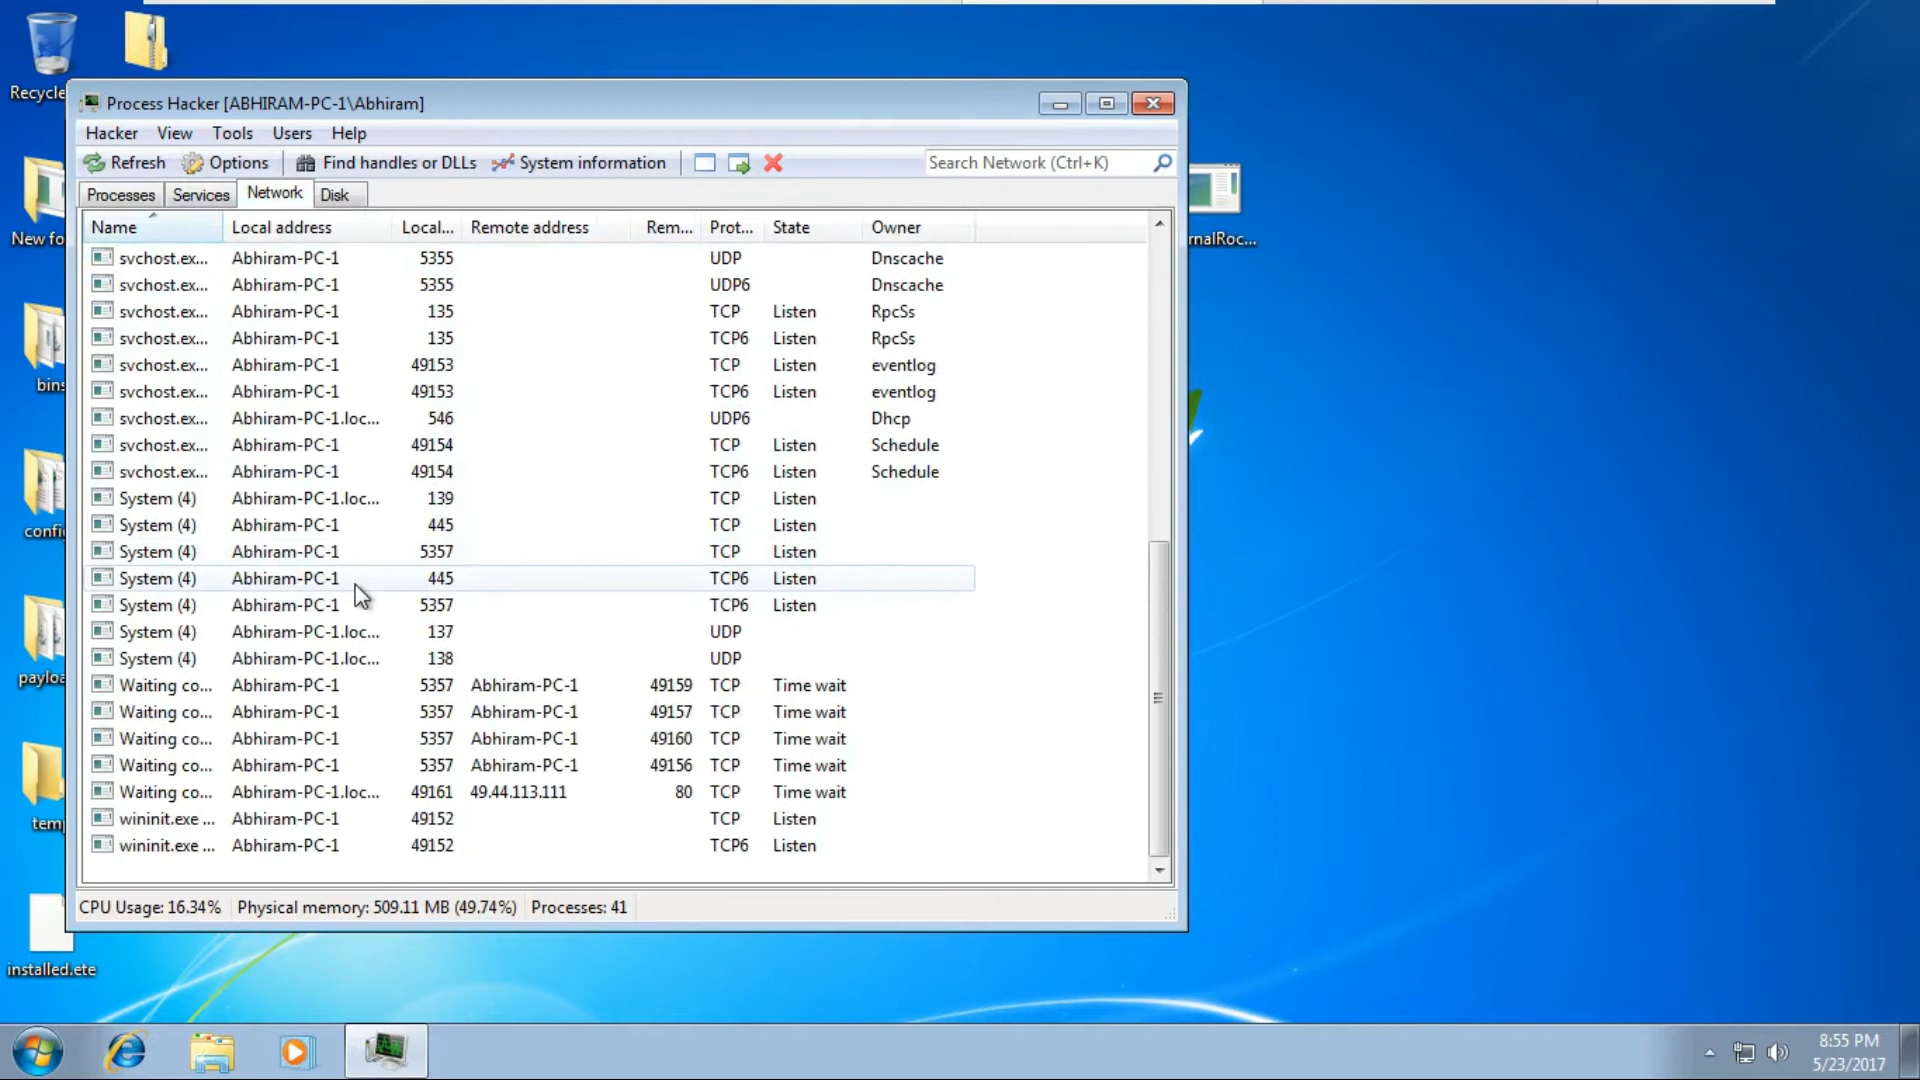 Recycle
Process Hacker [ABHIRAM-PC-1\Abhiram]
Hacker View Tools Users Help
Refresh Options Find handles or DLLs System information Search Network (Ctrl+K)
Processes Services Network Disk
Name Local address Local... Remote address Rem... Prot... State Owner
svchost.ex... Abhiram-PC-1 5355 UDP Dnscache
svchost.ex... Abhiram-PC-1 5355 UDP6 Dnscache
svchost.ex... Abhiram-PC-1 135 TCP Listen RpcSs
svchost.ex... Abhiram-PC-1 135 TCP6 Listen RpcSs
svchost.ex... Abhiram-PC-1 49153 TCP Listen eventlog
svchost.ex... Abhiram-PC-1 49153 TCP6 Listen eventlog
svchost.ex... Abhiram-PC-1.loc... 546 UDP6 Dhcp
svchost.ex... Abhiram-PC-1 49154 TCP Listen Schedule
svchost.ex... Abhiram-PC-1 49154 TCP6 Listen Schedule
System (4) Abhiram-PC-1.loc... 139 TCP Listen
System (4) Abhiram-PC-1 445 TCP Listen
System (4) Abhiram-PC-1 5357 TCP Listen
System (4) Abhiram-PC-1 445 TCP6 Listen
System (4) Abhiram-PC-1 5357 TCP6 Listen
System (4) Abhiram-PC-1.loc... 137 UDP
System (4) Abhiram-PC-1.loc... 138 UDP
Waiting co... Abhiram-PC-1 5357 Abhiram-PC-1 49159 TCP Time wait
Waiting co... Abhiram-PC-1 5357 Abhiram-PC-1 49157 TCP Time wait
Waiting co... Abhiram-PC-1 5357 Abhiram-PC-1 49160 TCP Time wait
Waiting co... Abhiram-PC-1 5357 Abhiram-PC-1 49156 TCP Time wait
Waiting co... Abhiram-PC-1.loc... 49161 49.44.113.111 80 TCP Time wait
wininit.exe ... Abhiram-PC-1 49152 TCP Listen
wininit.exe ... Abhiram-PC-1 49152 TCP6 Listen
CPU Usage: 16.34% Physical memory: 509.11 MB (49.74%) Processes: 41
New fo
bins
confi
payloa
temp
installed.ete
rnalRoc...
8:55 PM
5/23/2017